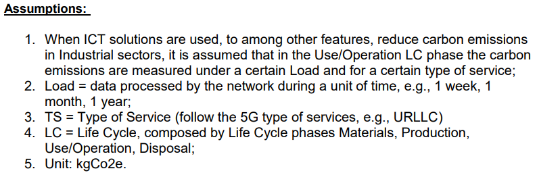 Assumptions:
1. When ICT solutions are used, to among other features, reduce carbon emissions
in Industrial sectors, it is assumed that in the Use/Operation LC phase the carbon
emissions are measured under a certain Load and for a certain type of service;
2. Load = data processed by the network during a unit of time, e.g., 1 week, 1
month, 1 year;
3. TS = Type of Service (follow the 5G type of services, e.g., URLLC)
4. LC = Life Cycle, composed by Life Cycle phases Materials, Production,
Use/Operation, Disposal;
5. Unit: kgCo2e.